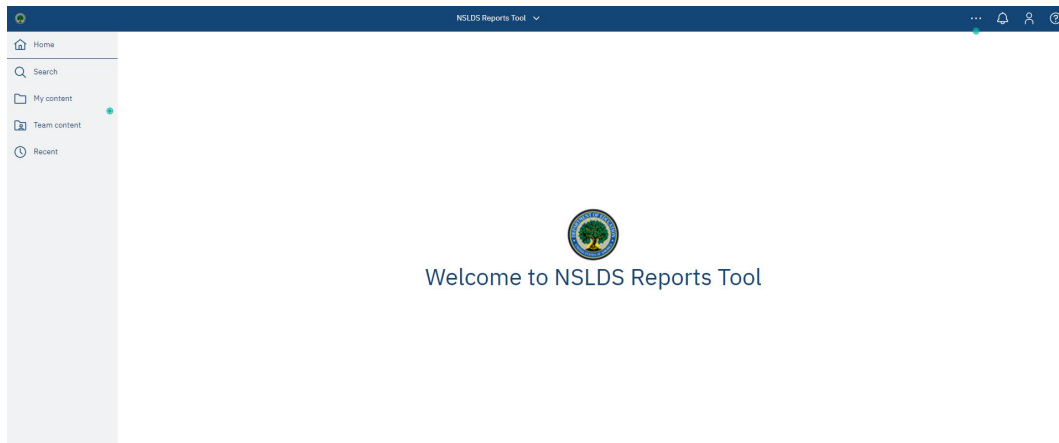 NSLDS Reports Tool
Home
Search
My content
Team content
Recent
Welcome to NSLDS Reports Tool